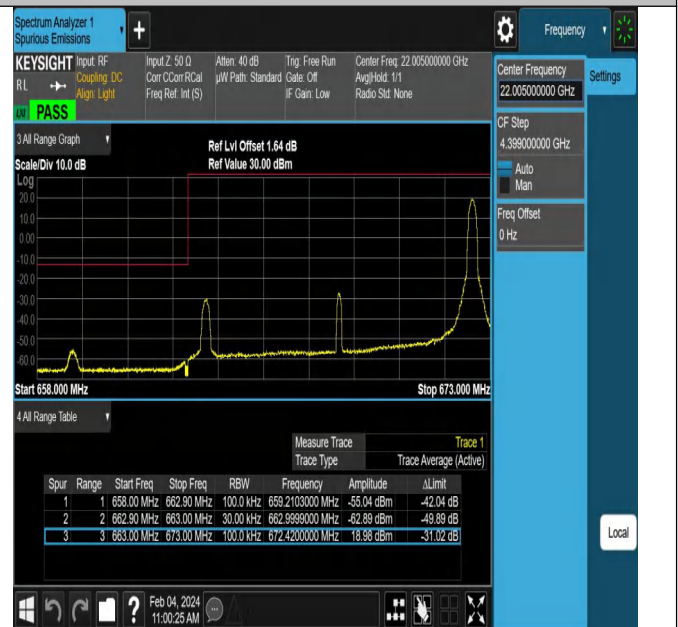 Spectrum Analyzer 1
Spurious Emissions
+
Frequency
KEYSIGHT Input: RF
RL
Coupling: DC
Align: Light
Input Z: 50 Ω
Corr CCorr RCal
Freq Ref: Int (S)
Atten: 40 dB
µW Path: Standard
Trig: Free Run
Gate: Off
IF Gain: Low
Center Freq: 22.005000000 GHz
Avg|Hold: 1/1
Radio Std: None
PASS
Center Frequency
22.005000000 GHz
Settings
CF Step
4.399000000 GHz
Auto
Man
Freq Offset
0 Hz
3 All Range Graph
Ref Lvl Offset 1.64 dB
Scale/Div 10.0 dB
Ref Value 30.00 dBm
Log
20.0
10.0
0.00
-10.0
-20.0
-30.0
-40.0
-50.0
-60.0
Start 658.000 MHz
Stop 673.000 MHz
4 All Range Table
Measure Trace Trace 1
Trace Type Trace Average (Active)
Spur Range Start Freq Stop Freq RBW Frequency Amplitude ΔLimit
1 1 658.00 MHz 662.90 MHz 100.0 kHz 659.2103000 MHz -55.04 dBm -42.04 dB
2 2 662.90 MHz 663.00 MHz 30.00 kHz 662.9999000 MHz -62.89 dBm -49.89 dB
3 3 663.00 MHz 673.00 MHz 100.0 kHz 672.4200000 MHz 18.98 dBm -31.02 dB
Local
?
Feb 04, 2024
11:00:25 AM